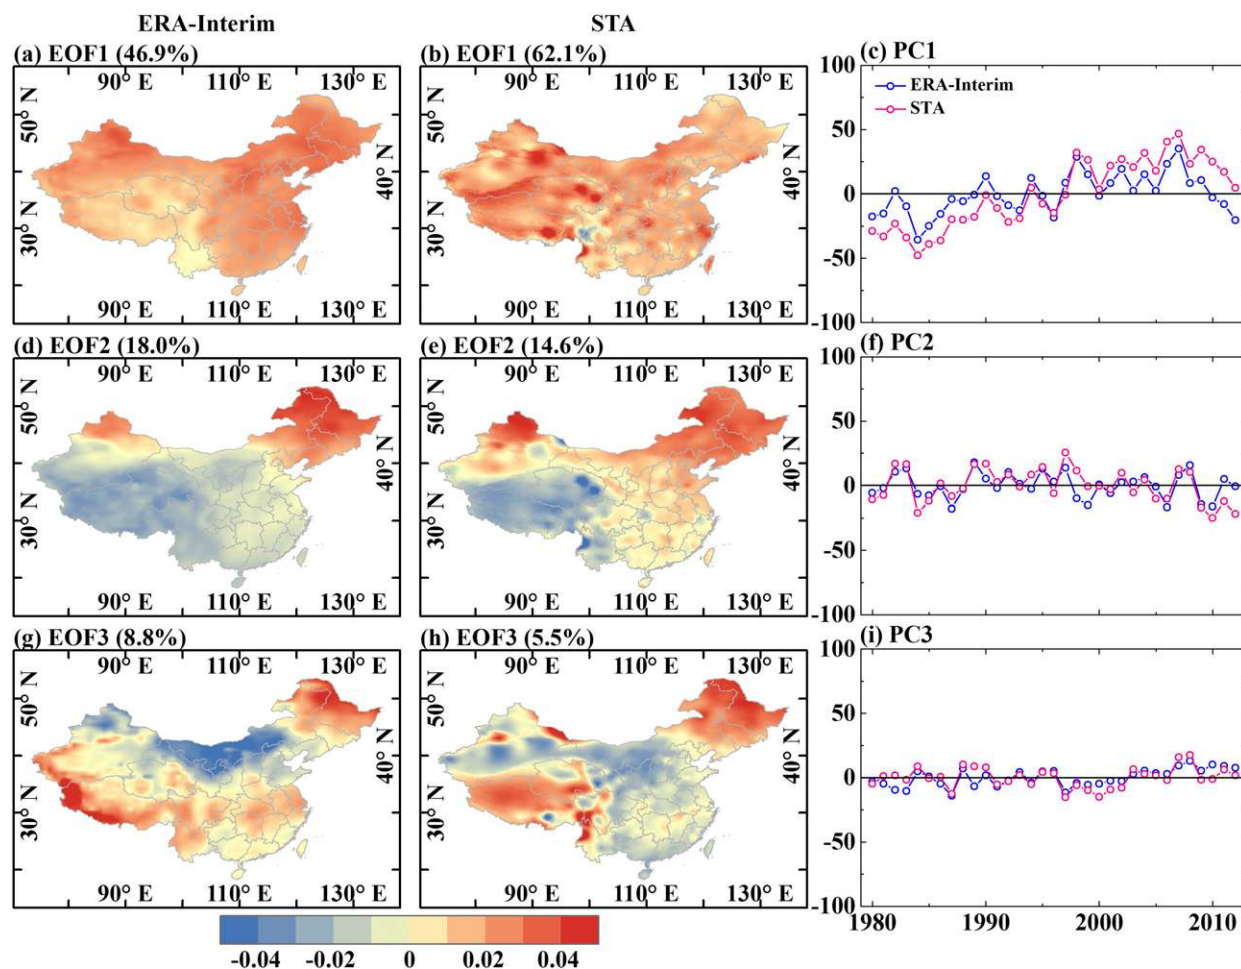 ERA-Interim STA
(a) EOF1 (46.9%) (b) EOF1 (62.1%) (c) PC1
90° E 110° E 130° E 90° E 110° E 130° E
50° N 40° N 30° N 50° N 40° N 30° N
90° E 110° E 130° E 90° E 110° E 130° E
100 50 0 -50 -100
ERA-Interim
STA
(d) EOF2 (18.0%) (e) EOF2 (14.6%) (f) PC2
90° E 110° E 130° E 90° E 110° E 130° E
50° N 40° N 30° N 50° N 40° N 30° N
90° E 110° E 130° E 90° E 110° E 130° E
100 50 0 -50 -100
(g) EOF3 (8.8%) (h) EOF3 (5.5%) (i) PC3
90° E 110° E 130° E 90° E 110° E 130° E
50° N 40° N 30° N 50° N 40° N 30° N
90° E 110° E 130° E 90° E 110° E 130° E
100 50 0 -50 -100
1980 1990 2000 2010
-0.04 -0.02 0 0.02 0.04